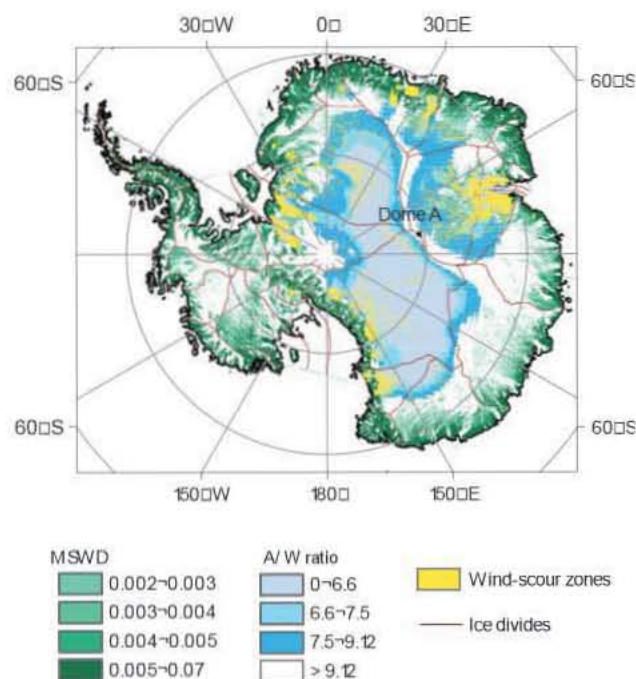 30□W 0□ 30□E
60□S 60□S
Dome A
60□S 60□S
150□W 180□ 150□E
MSWD A/W ratio
0.002¬0.003 0¬6.6 Wind-scour zones
0.003¬0.004 6.6¬7.5
0.004¬0.005 7.5¬9.12 Ice divides
0.005¬0.07 > 9.12